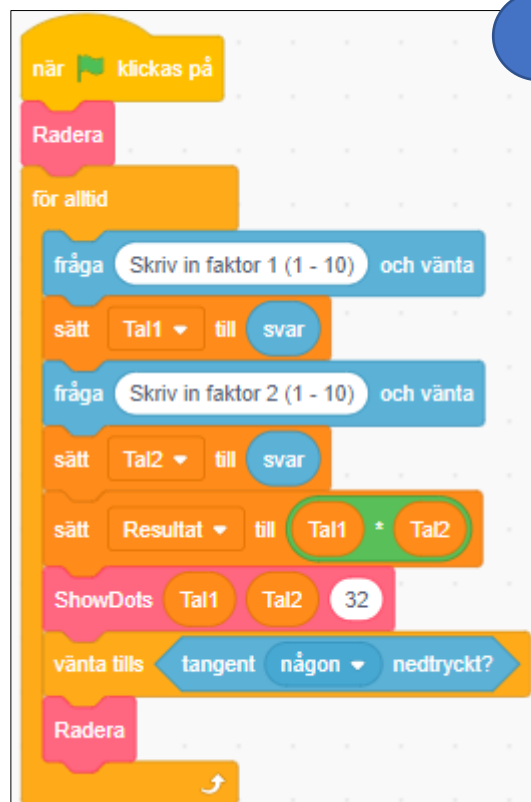 när klickas på
Radera
för alltid
fråga Skriv in faktor 1 (1 - 10) och vänta
sätt Tal1 till svar
fråga Skriv in faktor 2 (1 - 10) och vänta
sätt Tal2 till svar
sätt Resultat till Tal1 * Tal2
ShowDots Tal1 Tal2 32
vänta tills tangent någon nedtryckt?
Radera